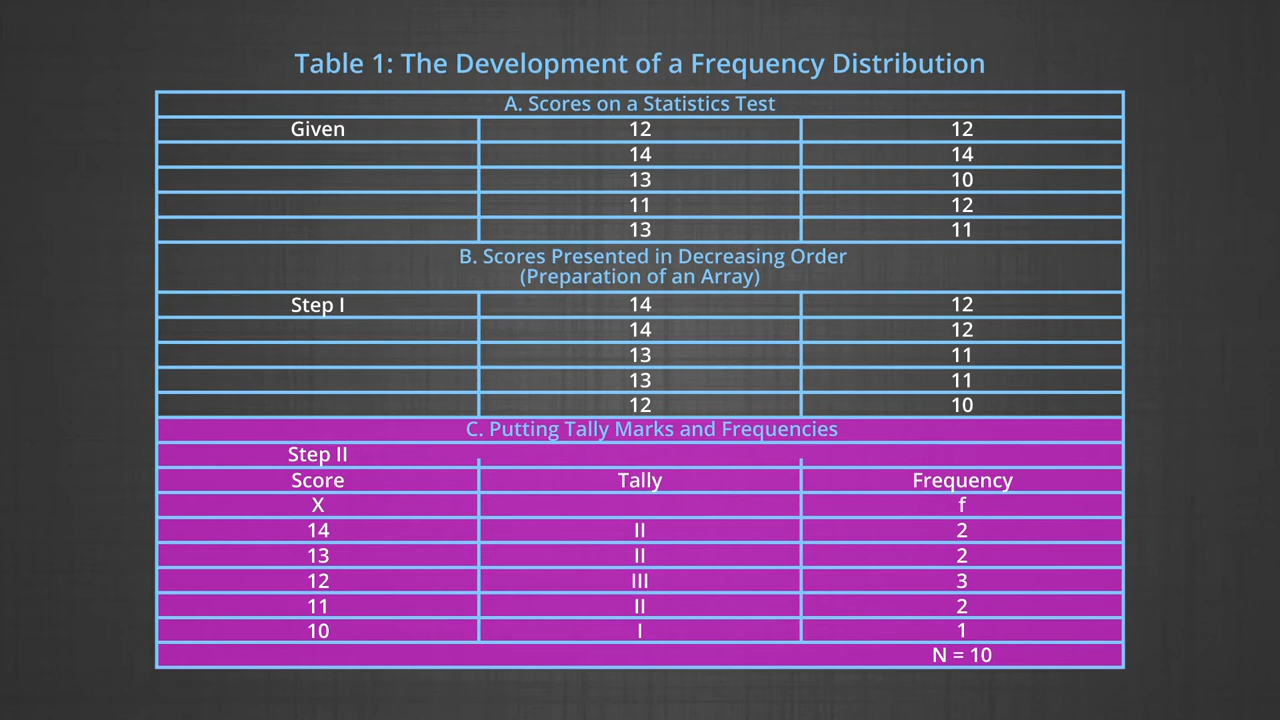 Table 1: The Development of a Frequency Distribution
A. Scores on a Statistics Test
Given 12 12
14 14
13 10
11 12
13 11
B. Scores Presented in Decreasing Order
(Preparation of an Array)
Step I 14 12
14 12
13 11
13 11
12 10
C. Putting Tally Marks and Frequencies
Step II
Score Tally Frequency
X f
14 II 2
13 II 2
12 III 3
11 II 2
10 I 1
N = 10